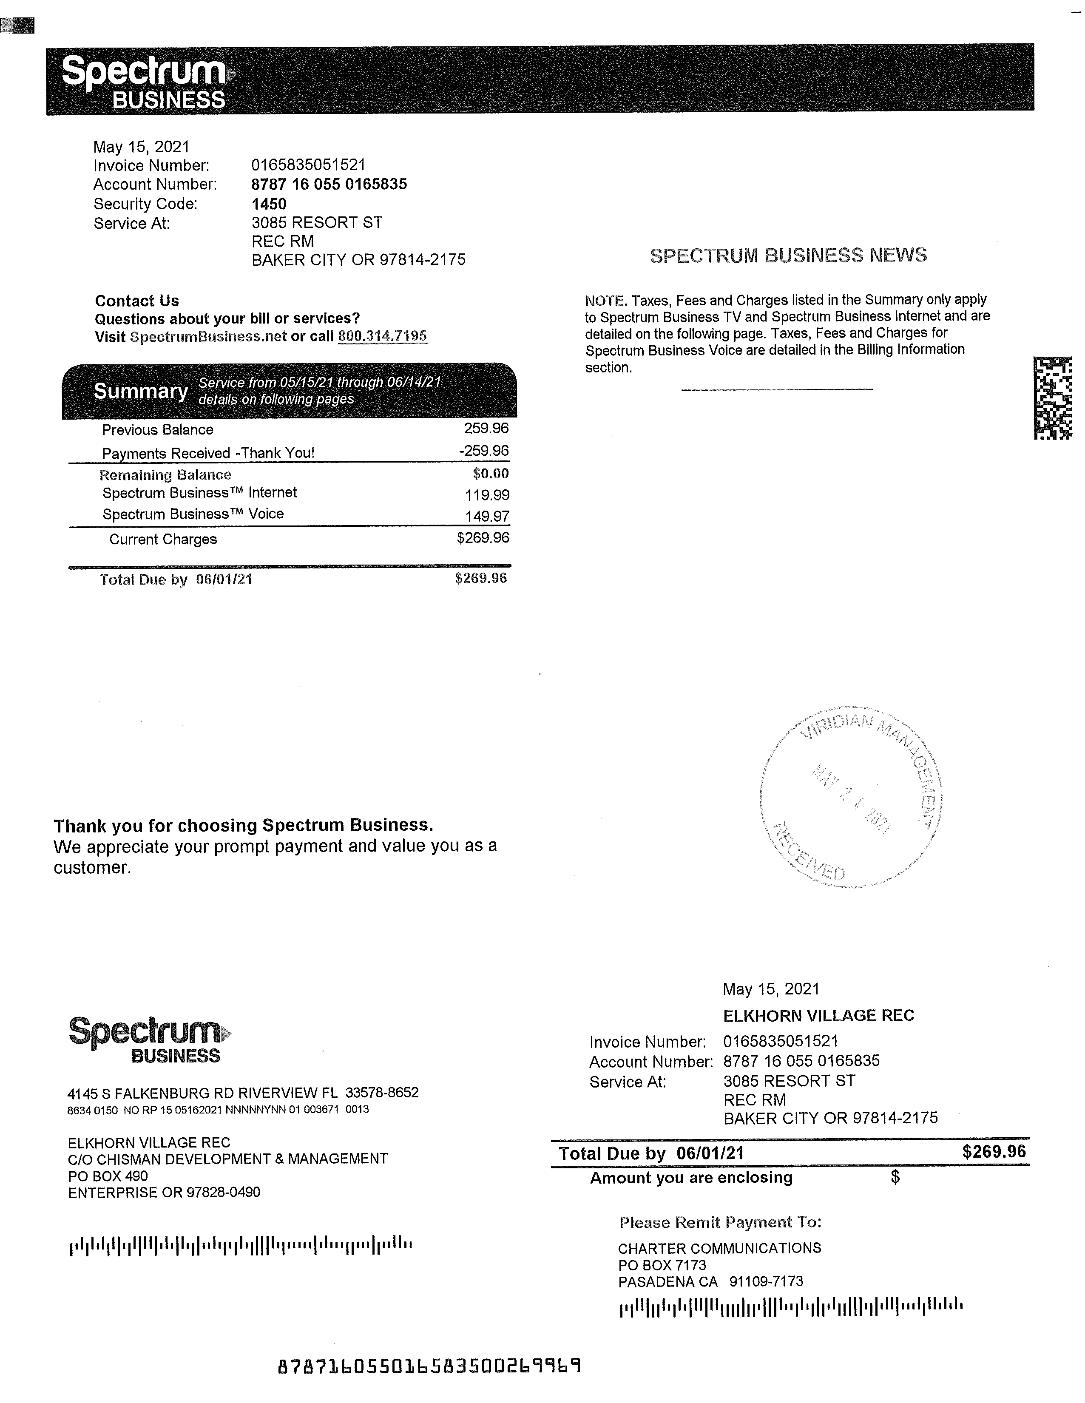 Spectrum
BUSINESS
May 15, 2021
Invoice Number: 0165835051521
Account Number: 8787 16 055 0165835
Security Code: 1450
Service At: 3085 RESORT ST
REC RM
BAKER CITY OR 97814-2175
Contact Us
Questions about your bill or services?
Visit SpectrumBusiness.net or call 800.314.7195
SPECTRUM BUSINESS NEWS
NOTE. Taxes, Fees and Charges listed in the Summary only apply
to Spectrum Business TV and Spectrum Business Internet and are
detailed on the following page. Taxes, Fees and Charges for
Spectrum Business Voice are detailed in the Billing Information
section.
Summary Service from 05/15/21 through 06/14/21
details on following pages
Previous Balance 259.96
Payments Received -Thank You! -259.96
Remaining Balance $0.00
Spectrum Business™ Internet 119.99
Spectrum Business™ Voice 149.97
Current Charges $269.96
Total Due by 06/01/21 $269.96
VIRIDIAN MANAGEMENT
MAY 21 2021
RECEIVED
Thank you for choosing Spectrum Business.
We appreciate your prompt payment and value you as a
customer.
Spectrum
BUSINESS
4145 S FALKENBURG RD RIVERVIEW FL 33578-8652
8634 0150 NO RP 15 05162021 NNNNNYNN 01 003671 0013
ELKHORN VILLAGE REC
C/O CHISMAN DEVELOPMENT & MANAGEMENT
PO BOX 490
ENTERPRISE OR 97828-0490
May 15, 2021
ELKHORN VILLAGE REC
Invoice Number: 0165835051521
Account Number: 8787 16 055 0165835
Service At: 3085 RESORT ST
REC RM
BAKER CITY OR 97814-2175
Total Due by 06/01/21 $269.96
Amount you are enclosing $
Please Remit Payment To:
CHARTER COMMUNICATIONS
PO BOX 7173
PASADENA CA 91109-7173
878716055016583500269969